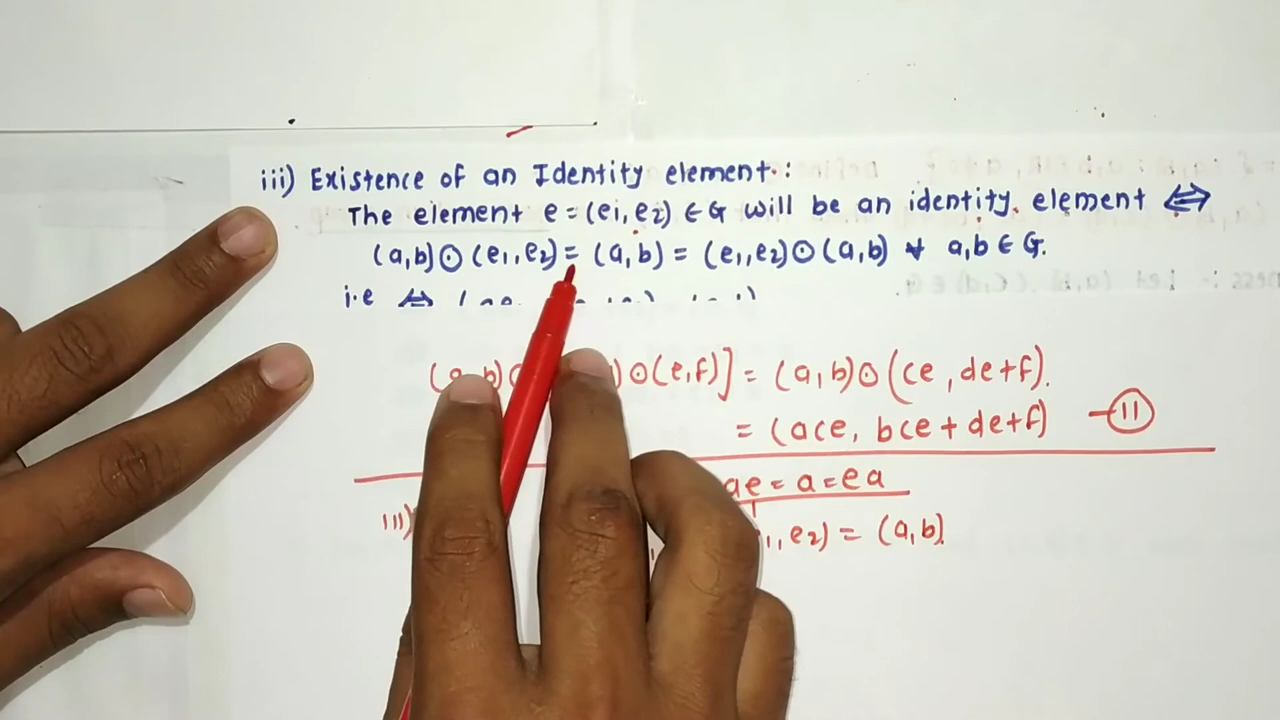 iii) Existence of an Identity element :
The element e = (e1, e2) ∈ G will be an identity element ⇔
(a,b)⊙(e1,e2) = (a,b) = (e1,e2)⊙(a,b) ∀ a,b ∈ G.
i.e ⇔
⊙(e,f)] = (a,b)⊙(ce, de+f).
= (ace, bce+de+f) —⑪
ae = a = ea
iii)
, e2) = (a,b).